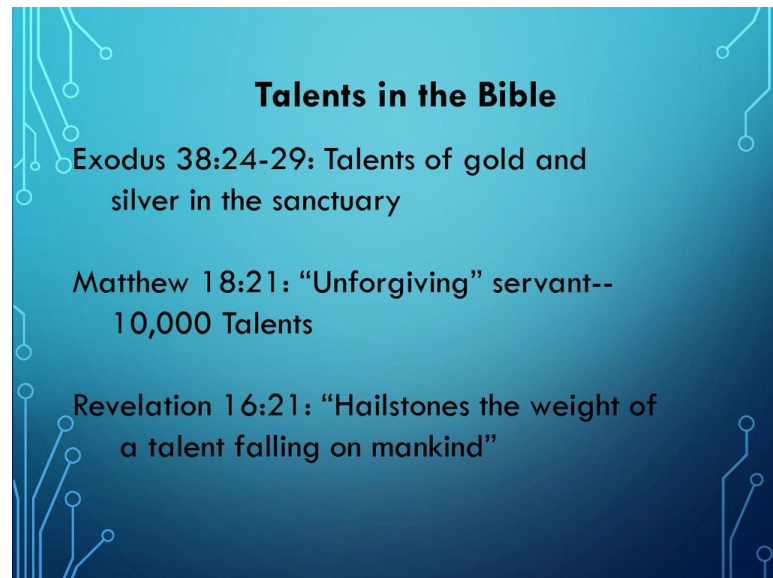 Talents in the Bible
Exodus 38:24-29: Talents of gold and
silver in the sanctuary
Matthew 18:21: “Unforgiving” servant--
10,000 Talents
Revelation 16:21: “Hailstones the weight of
a talent falling on mankind”